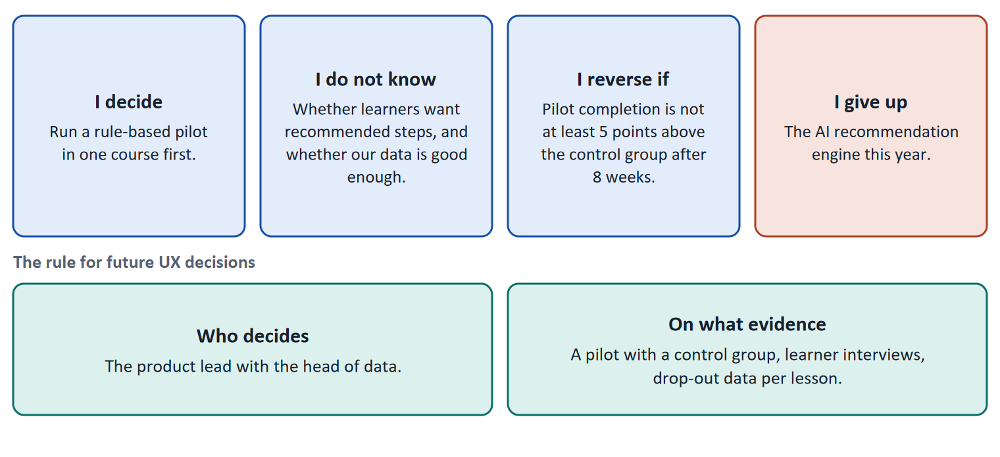 I decide
Run a rule-based pilot
in one course first.
I do not know
Whether learners want
recommended steps, and
whether our data is good
enough.
I reverse if
Pilot completion is not
at least 5 points above
the control group after
8 weeks.
I give up
The AI recommendation
engine this year.
The rule for future UX decisions
Who decides
The product lead with the head of data.
On what evidence
A pilot with a control group, learner interviews,
drop-out data per lesson.